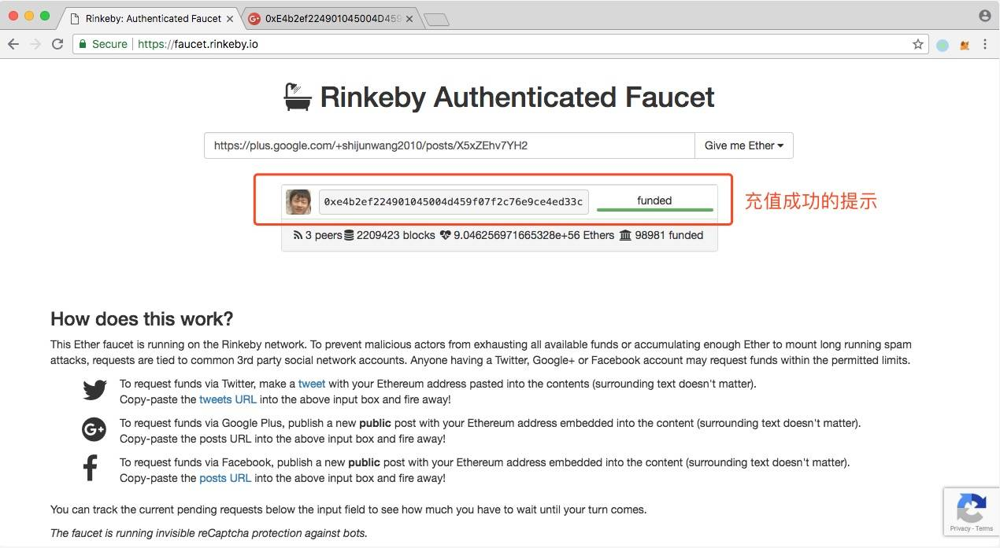 Rinkeby: Authenticated Faucet
0xE4b2ef224901045004D459
Secure https://faucet.rinkeby.io
Rinkeby Authenticated Faucet
https://plus.google.com/+shijunwang2010/posts/X5xZEhv7YH2 Give me Ether
0xe4b2ef224901045004d459f07f2c76e9ce4ed33c funded 充值成功的提示
3 peers 2209423 blocks 9.046256971665328e+56 Ethers 98981 funded
How does this work?
This Ether faucet is running on the Rinkeby network. To prevent malicious actors from exhausting all available funds or accumulating enough Ether to mount long running spam
attacks, requests are tied to common 3rd party social network accounts. Anyone having a Twitter, Google+ or Facebook account may request funds within the permitted limits.
To request funds via Twitter, make a tweet with your Ethereum address pasted into the contents (surrounding text doesn't matter).
Copy-paste the tweets URL into the above input box and fire away!
G+
To request funds via Google Plus, publish a new public post with your Ethereum address embedded into the content (surrounding text doesn't matter).
Copy-paste the posts URL into the above input box and fire away!
To request funds via Facebook, publish a new public post with your Ethereum address embedded into the content (surrounding text doesn't matter).
Copy-paste the posts URL into the above input box and fire away!
You can track the current pending requests below the input field to see how much you have to wait until your turn comes.
The faucet is running invisible reCaptcha protection against bots.
Privacy - Terms